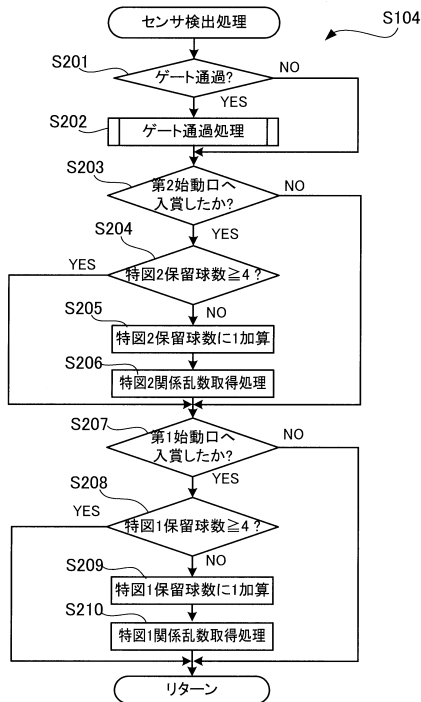 センサ検出処理
S104
S201
ゲート通過?
NO
YES
S202
ゲート通過処理
S203
第2始動口へ
入賞したか?
NO
YES
S204
YES
特図2保留球数≧4?
NO
S205
特図2保留球数に1加算
S206
特図2関係乱数取得処理
S207
第1始動口へ
入賞したか?
NO
YES
S208
YES
特図1保留球数≧4?
NO
S209
特図1保留球数に1加算
S210
特図1関係乱数取得処理
リターン